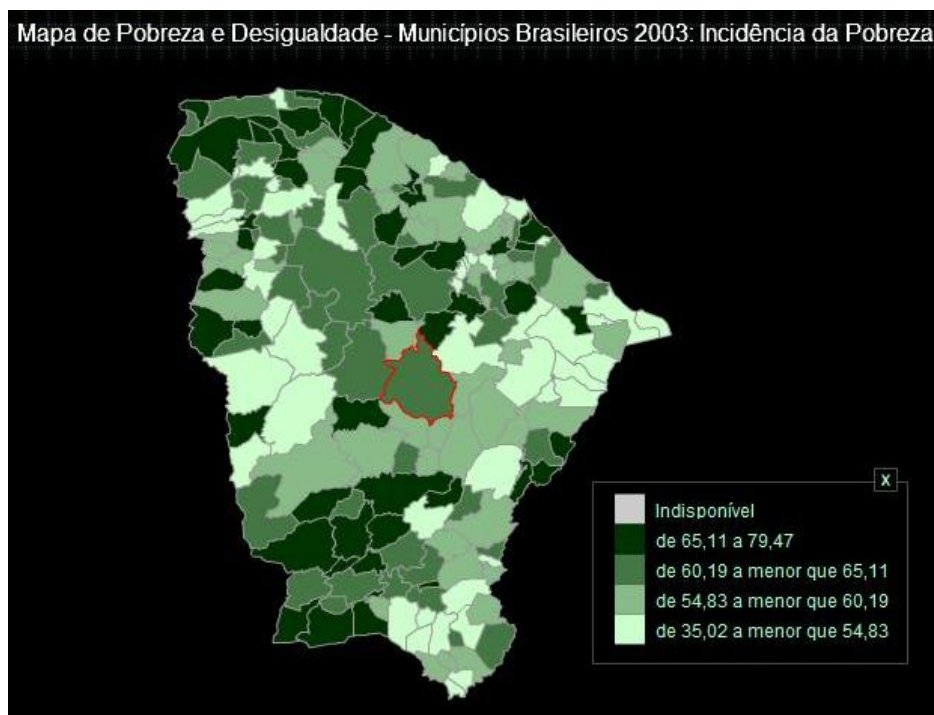 Mapa de Pobreza e Desigualdade - Municípios Brasileiros 2003: Incidência da Pobreza
X
Indisponível
de 65,11 a 79,47
de 60,19 a menor que 65,11
de 54,83 a menor que 60,19
de 35,02 a menor que 54,83